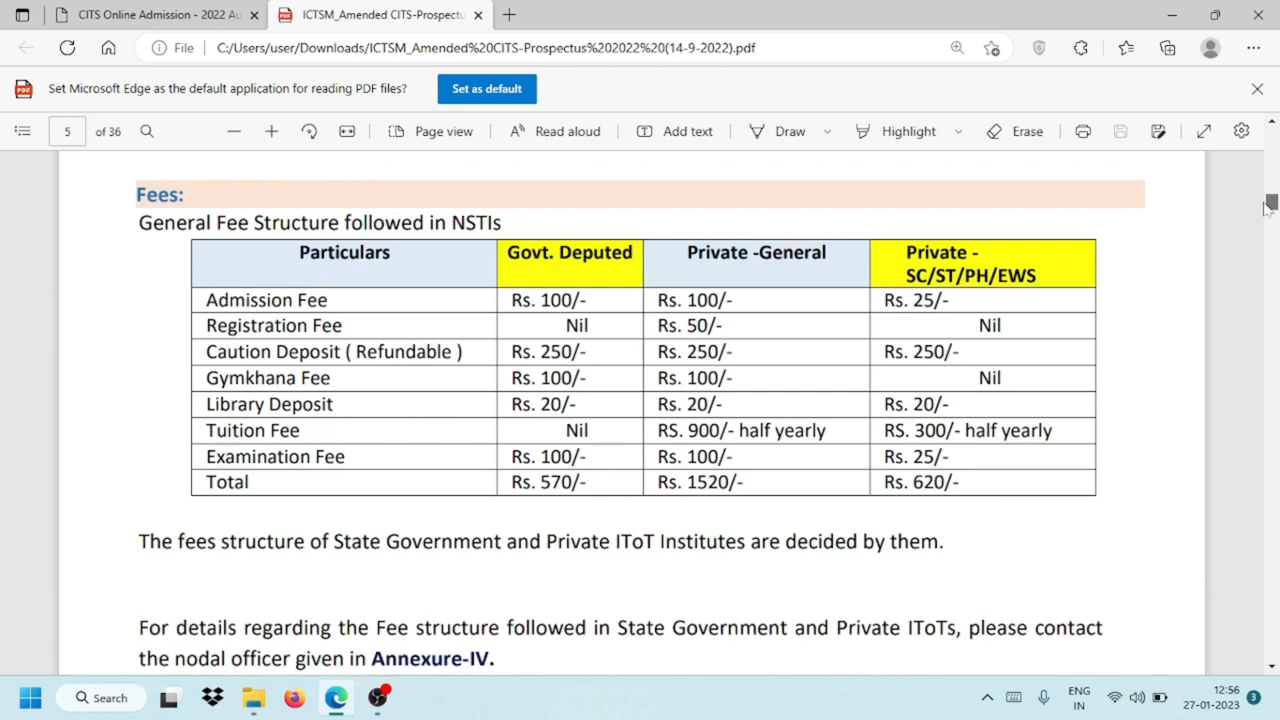 CITS Online Admission - 2022 Au
ICTSM_Amended CITS-Prospectu
File
C:/Users/user/Downloads/ICTSM_Amended%20CITS-Prospectus%202022%20(14-9-2022).pdf
PDF
Set Microsoft Edge as the default application for reading PDF files?
Set as default
5 of 36
Page view
Read aloud
Add text
Draw
Highlight
Erase
Fees:
General Fee Structure followed in NSTIs
Particulars Govt. Deputed Private -General Private - SC/ST/PH/EWS
Admission Fee Rs. 100/- Rs. 100/- Rs. 25/-
Registration Fee Nil Rs. 50/- Nil
Caution Deposit ( Refundable ) Rs. 250/- Rs. 250/- Rs. 250/-
Gymkhana Fee Rs. 100/- Rs. 100/- Nil
Library Deposit Rs. 20/- Rs. 20/- Rs. 20/-
Tuition Fee Nil RS. 900/- half yearly RS. 300/- half yearly
Examination Fee Rs. 100/- Rs. 100/- Rs. 25/-
Total Rs. 570/- Rs. 1520/- Rs. 620/-
The fees structure of State Government and Private IToT Institutes are decided by them.
For details regarding the Fee structure followed in State Government and Private IToTs, please contact
the nodal officer given in Annexure-IV.
Search
ENG
IN
12:56
27-01-2023
3